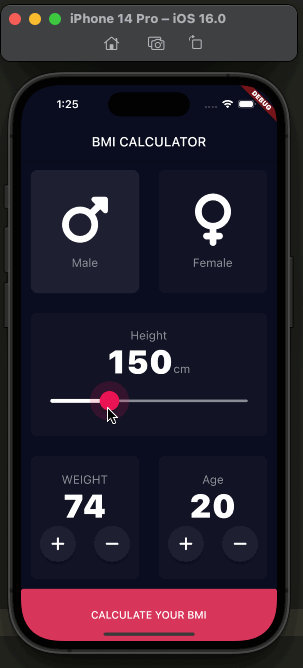 iPhone 14 Pro – iOS 16.0
1:25
DEBUG
BMI CALCULATOR
Male
Female
Height
150cm
WEIGHT
Age
74
20
+ −
+ −
CALCULATE YOUR BMI